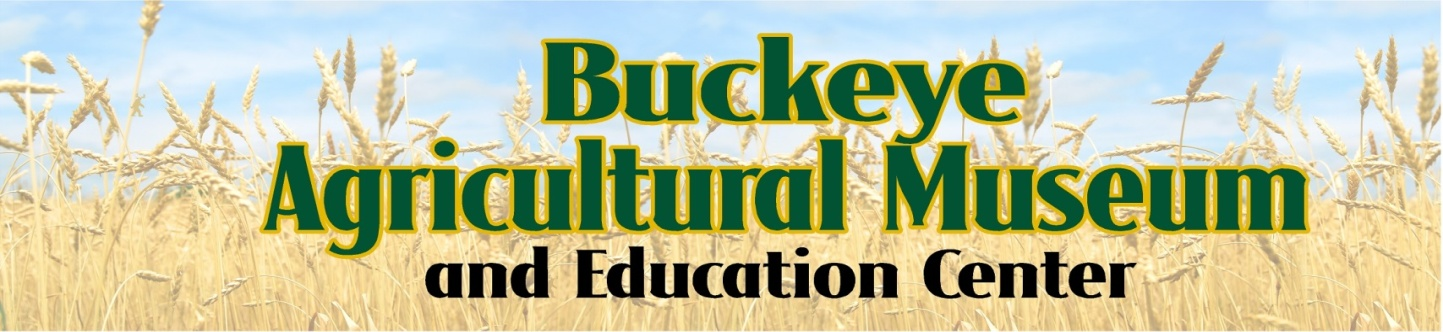 Buckeye
Agricultural Museum
and Education Center